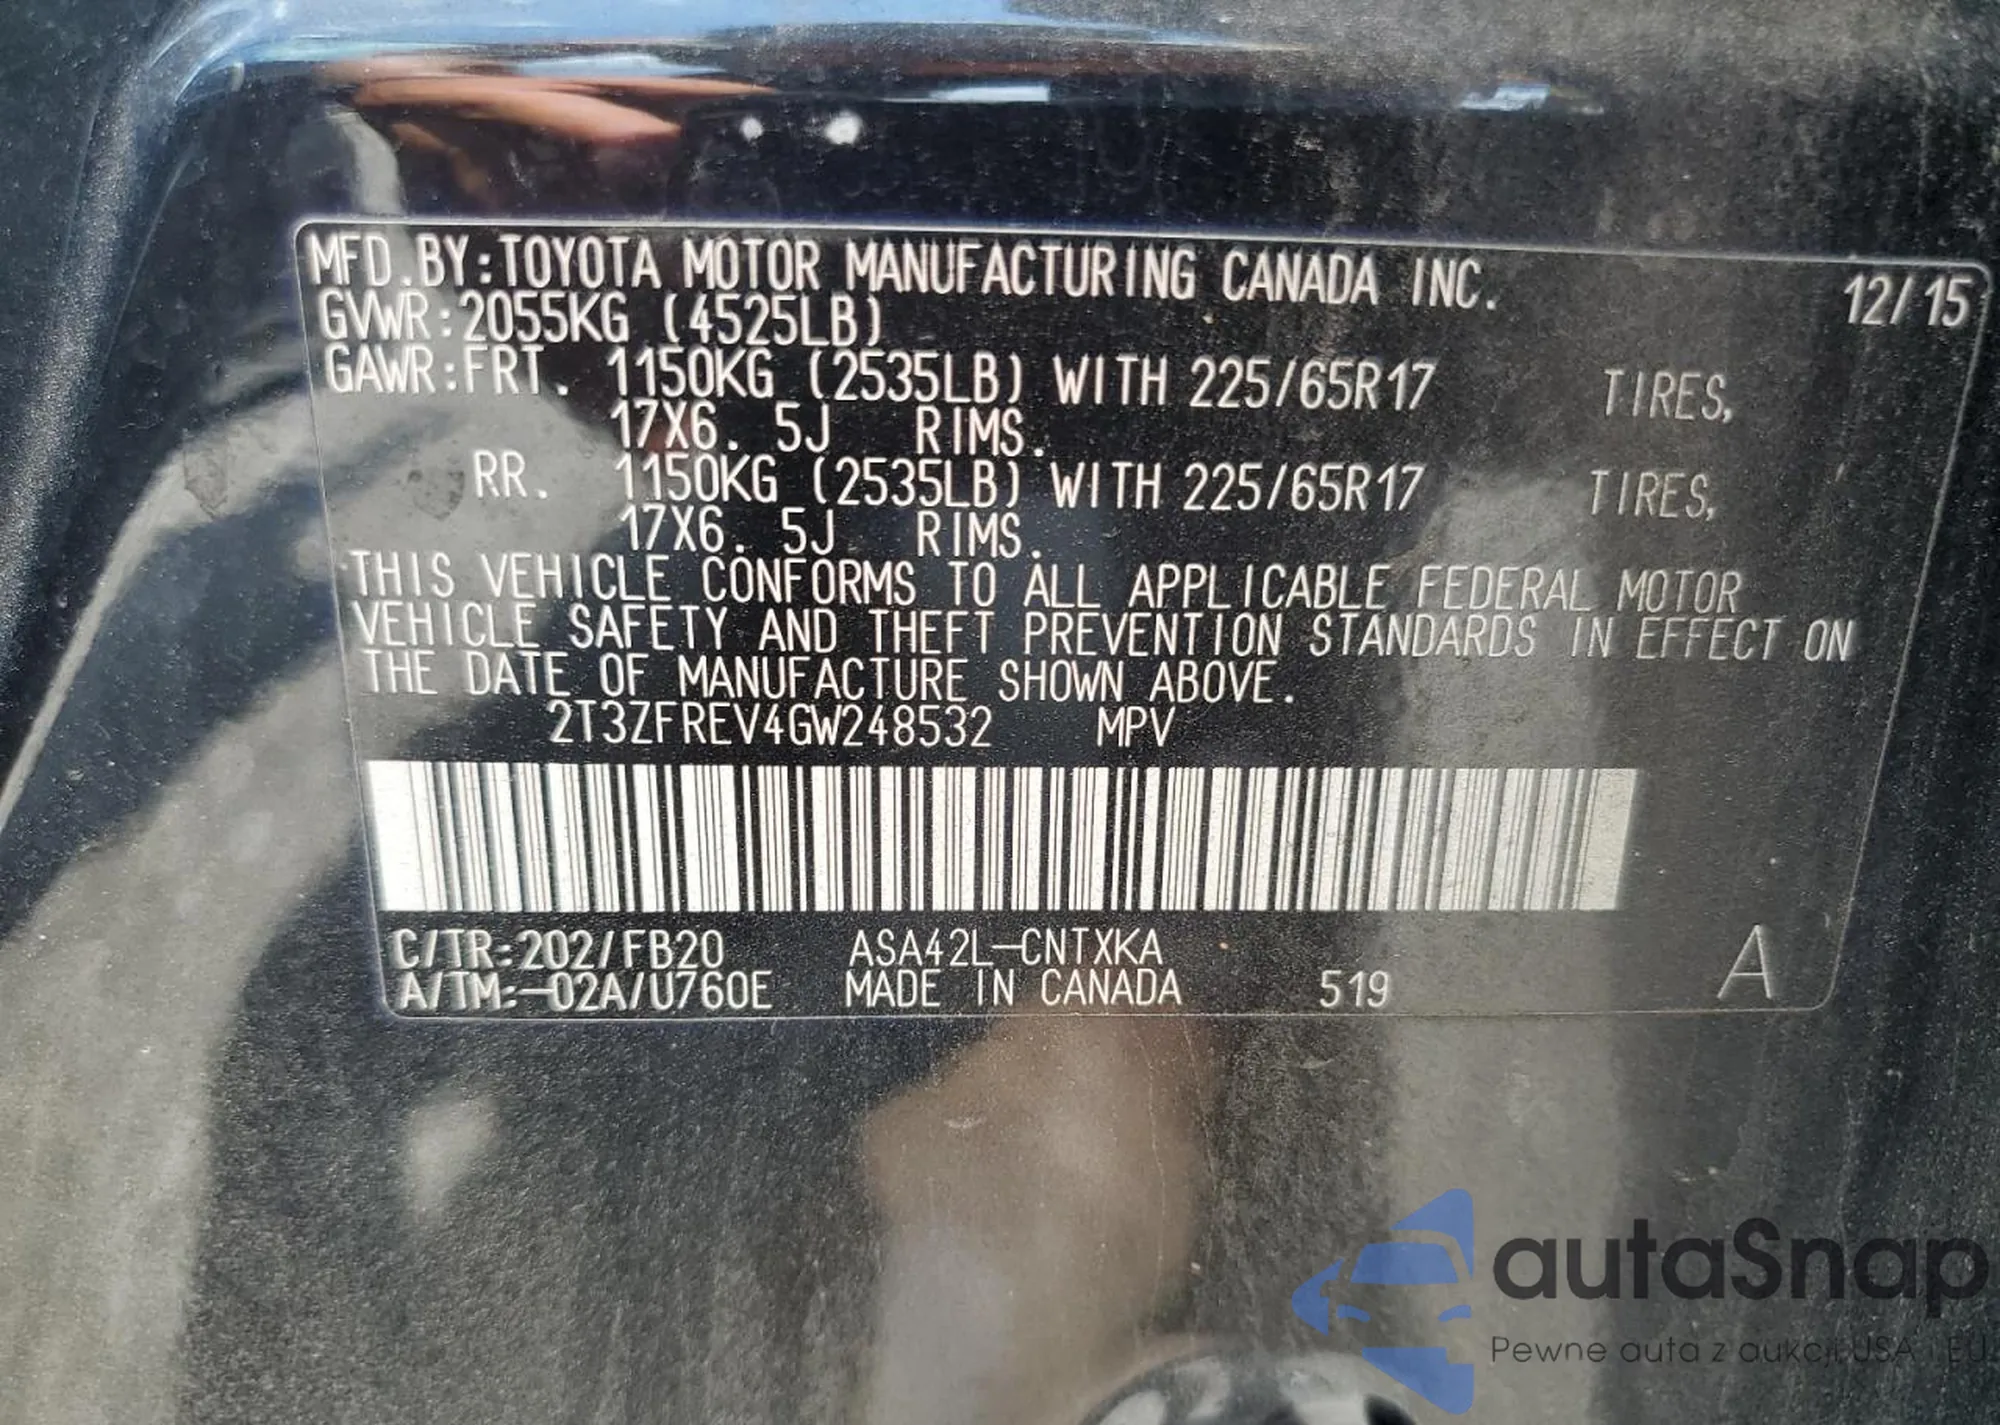 MFD.BY:TOYOTA MOTOR MANUFACTURING CANADA INC. 12/15
GVWR:2055KG (4525LB)
GAWR:FRT. 1150KG (2535LB) WITH 225/65R17 TIRES,
17X6.5J RIMS.
RR. 1150KG (2535LB) WITH 225/65R17 TIRES,
17X6.5J RIMS.
THIS VEHICLE CONFORMS TO ALL APPLICABLE FEDERAL MOTOR
VEHICLE SAFETY AND THEFT PREVENTION STANDARDS IN EFFECT ON
THE DATE OF MANUFACTURE SHOWN ABOVE.
2T3ZFREV4GW248532 MPV
C/TR:202/FB20 ASA42L-CNTXKA
A/TM:-02A/U760E MADE IN CANADA 519 A
autaSnap
Pewne auta z aukcji USA i EU